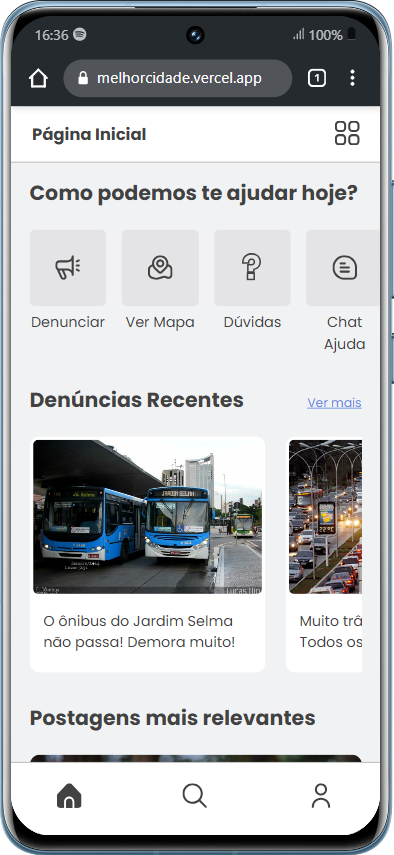 16:36
100%
melhorcidade.vercel.app
1
Página Inicial
Como podemos te ajudar hoje?
Denunciar
Ver Mapa
Dúvidas
Chat
Ajuda
Denúncias Recentes
Ver mais
JARDIM SELMA
O ônibus do Jardim Selma
não passa! Demora muito!
Muito
Todos os
Postagens mais relevantes